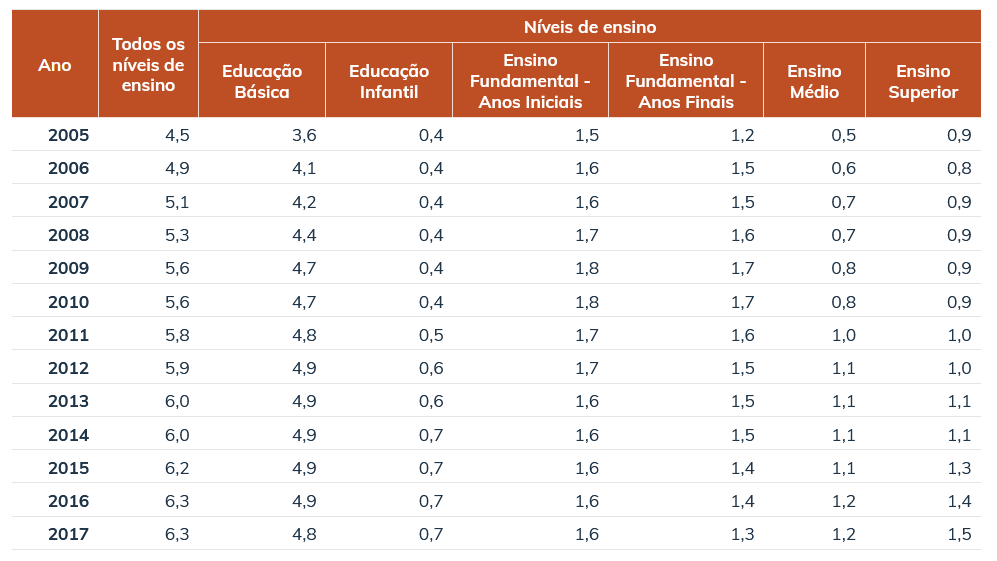 Ano
Todos os
níveis de
ensino
Níveis de ensino
Educação
Básica
Educação
Infantil
Ensino
Fundamental -
Anos Iniciais
Ensino
Fundamental -
Anos Finais
Ensino
Médio
Ensino
Superior
2005 4,5 3,6 0,4 1,5 1,2 0,5 0,9
2006 4,9 4,1 0,4 1,6 1,5 0,6 0,8
2007 5,1 4,2 0,4 1,6 1,5 0,7 0,9
2008 5,3 4,4 0,4 1,7 1,6 0,7 0,9
2009 5,6 4,7 0,4 1,8 1,7 0,8 0,9
2010 5,6 4,7 0,4 1,8 1,7 0,8 0,9
2011 5,8 4,8 0,5 1,7 1,6 1,0 1,0
2012 5,9 4,9 0,6 1,7 1,5 1,1 1,0
2013 6,0 4,9 0,6 1,6 1,5 1,1 1,1
2014 6,0 4,9 0,7 1,6 1,5 1,1 1,1
2015 6,2 4,9 0,7 1,6 1,4 1,1 1,3
2016 6,3 4,9 0,7 1,6 1,4 1,2 1,4
2017 6,3 4,8 0,7 1,6 1,3 1,2 1,5